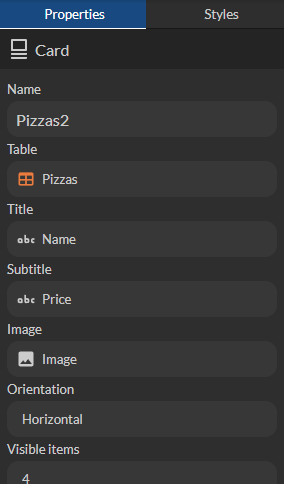 Properties
Styles
Card
Name
Pizzas2
Table
Pizzas
Title
abc Name
Subtitle
abc Price
Image
Image
Orientation
Horizontal
Visible items
4